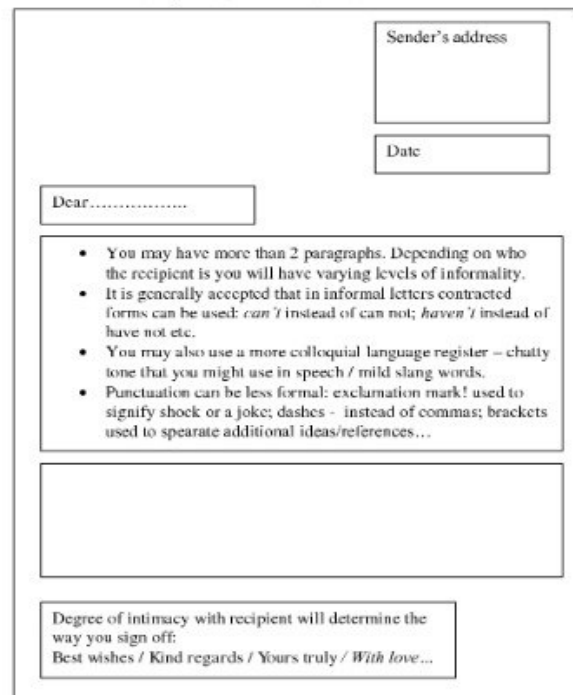 Sender's address
Date
Dear……………..
• You may have more than 2 paragraphs. Depending on who
the recipient is you will have varying levels of informality.
• It is generally accepted that in informal letters contracted
forms can be used: can't instead of can not; haven't instead of
have not etc.
• You may also use a more colloquial language register – chatty
tone that you might use in speech / mild slang words.
• Punctuation can be less formal: exclamation mark! used to
signify shock or a joke; dashes - instead of commas; brackets
used to spearate additional ideas/references…
Degree of intimacy with recipient will determine the
way you sign off:
Best wishes / Kind regards / Yours truly / With love…